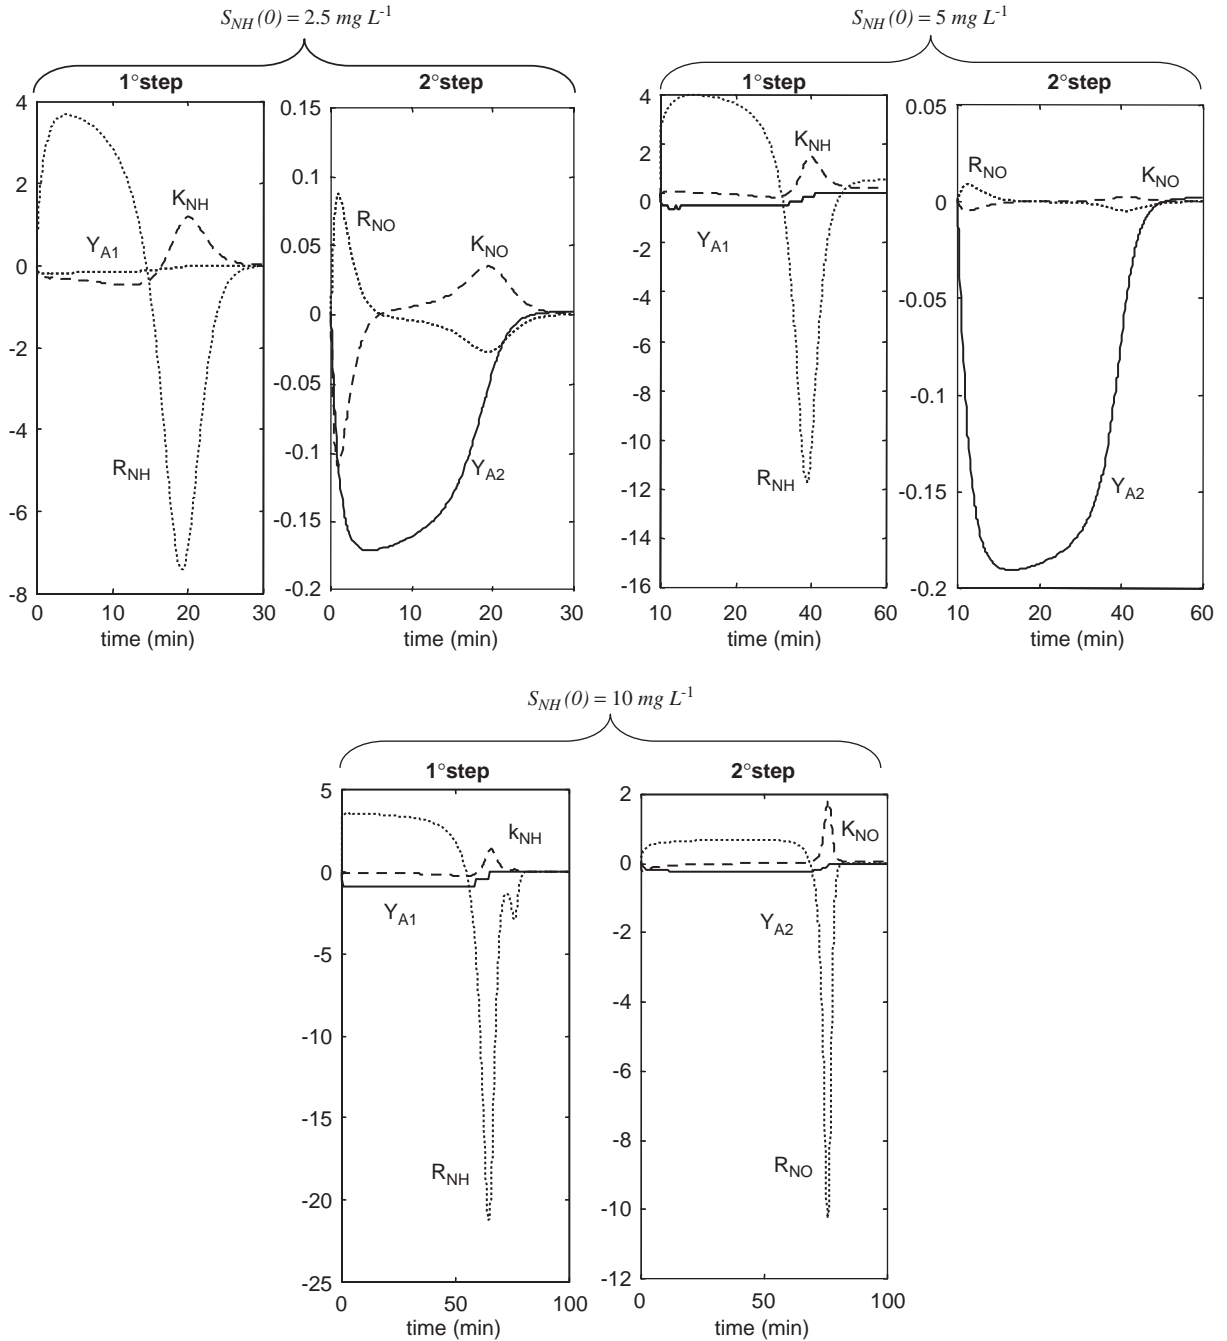 S_NH(0) = 2.5 mg L^-1
1°step
4
2
0
-2
-4
-6
-8
K_NH
Y_A1
R_NH
0 10 20 30
time (min)
2°step
0.15
0.1
0.05
0
-0.05
-0.1
-0.15
-0.2
R_NO
K_NO
Y_A2
0 10 20 30
time (min)
S_NH(0) = 5 mg L^-1
1°step
4
2
0
-2
-4
-6
-8
-10
-12
-14
-16
K_NH
Y_A1
R_NH
10 20 40 60
time (min)
2°step
0.05
0
-0.05
-0.1
-0.15
-0.2
R_NO
K_NO
Y_A2
10 20 40 60
time (min)
S_NH(0) = 10 mg L^-1
1°step
5
0
-5
-10
-15
-20
-25
k_NH
Y_A1
R_NH
0 50 100
time (min)
2°step
2
0
-2
-4
-6
-8
-10
-12
K_NO
Y_A2
R_NO
0 50 100
time (min)